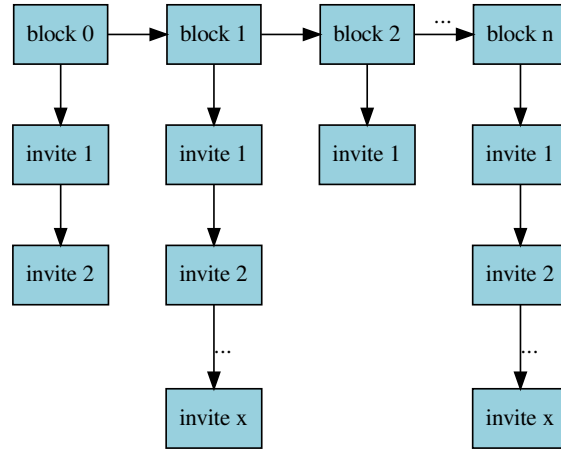 ...
block 0
block 1
block 2
block n
invite 1
invite 1
invite 1
invite 1
invite 2
invite 2
invite 2
...
...
invite x
invite x